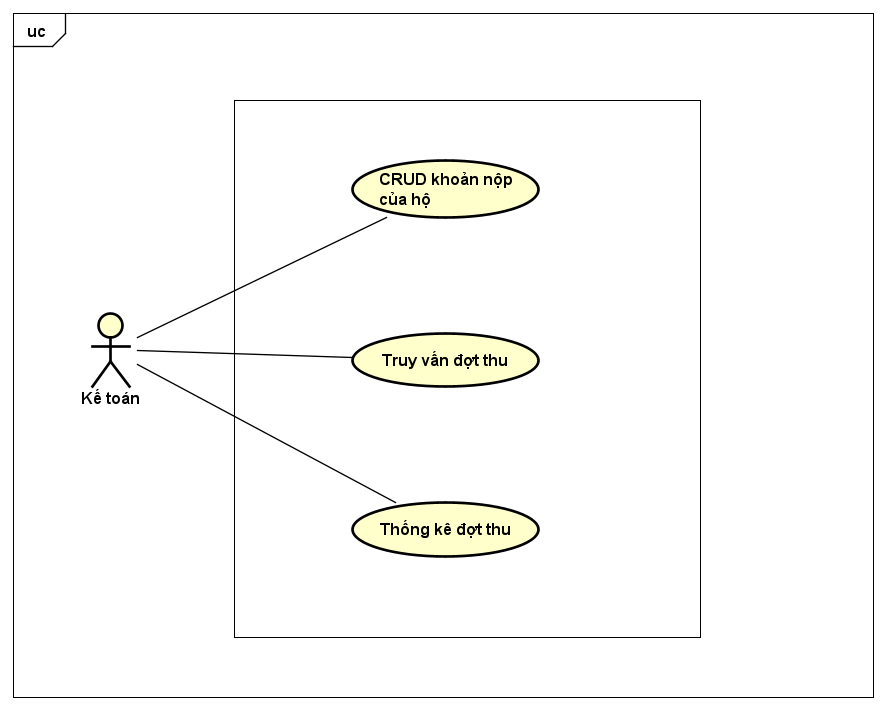 uc
CRUD khoản nộp
của hộ
Truy vấn đợt thu
Kế toán
Thống kê đợt thu